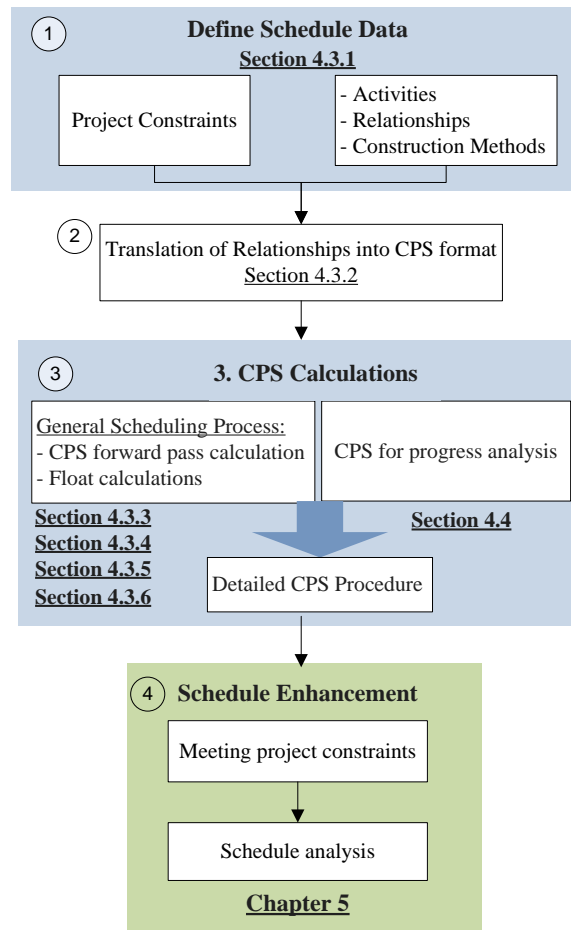 1
Define Schedule Data
Section 4.3.1
Project Constraints
- Activities
- Relationships
- Construction Methods
2
Translation of Relationships into CPS format
Section 4.3.2
3
3. CPS Calculations
General Scheduling Process:
- CPS forward pass calculation
- Float calculations
CPS for progress analysis
Section 4.3.3
Section 4.3.4
Section 4.3.5
Section 4.3.6
Section 4.4
Detailed CPS Procedure
4
Schedule Enhancement
Meeting project constraints
Schedule analysis
Chapter 5